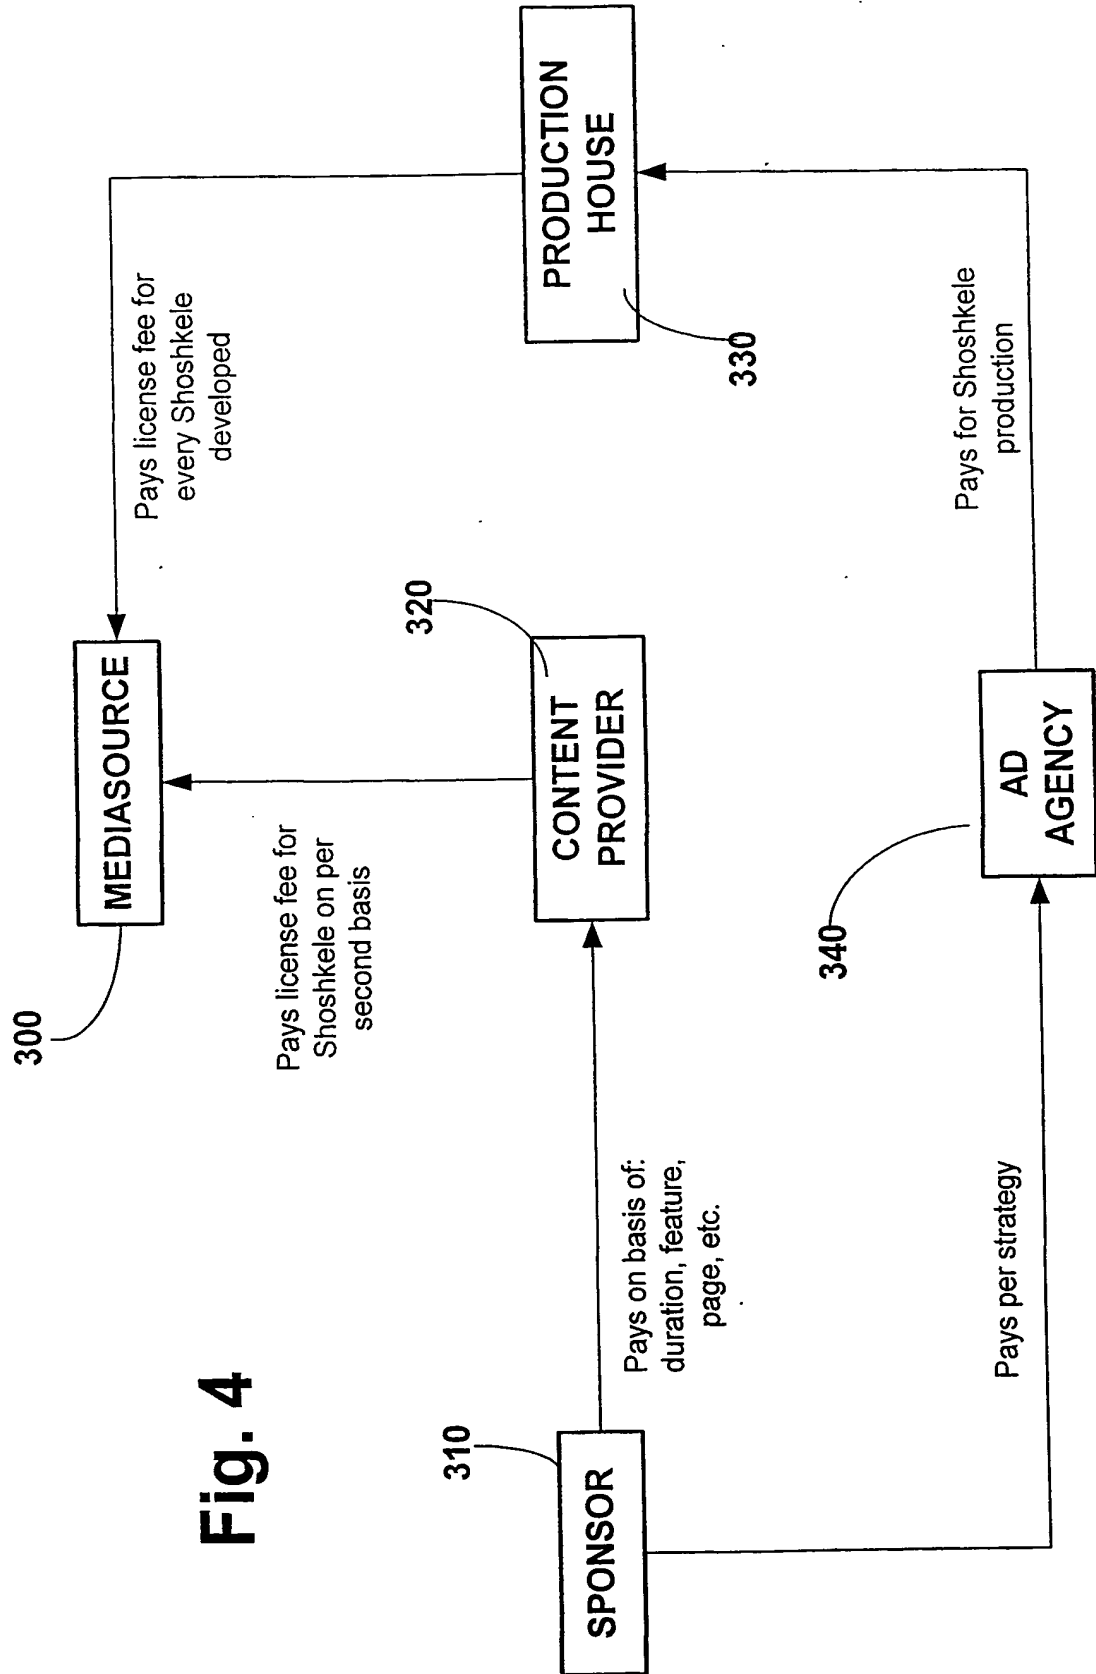 Fig. 4
300
MEDIASOURCE
Pays license fee for
every Shoshkele
developed
Pays license fee for
Shoshkele on per
second basis
320
310
SPONSOR
Pays on basis of:
duration, feature,
page, etc.
CONTENT
PROVIDER
PRODUCTION
HOUSE
330
340
Pays per strategy
AD
AGENCY
Pays for Shoshkele
production